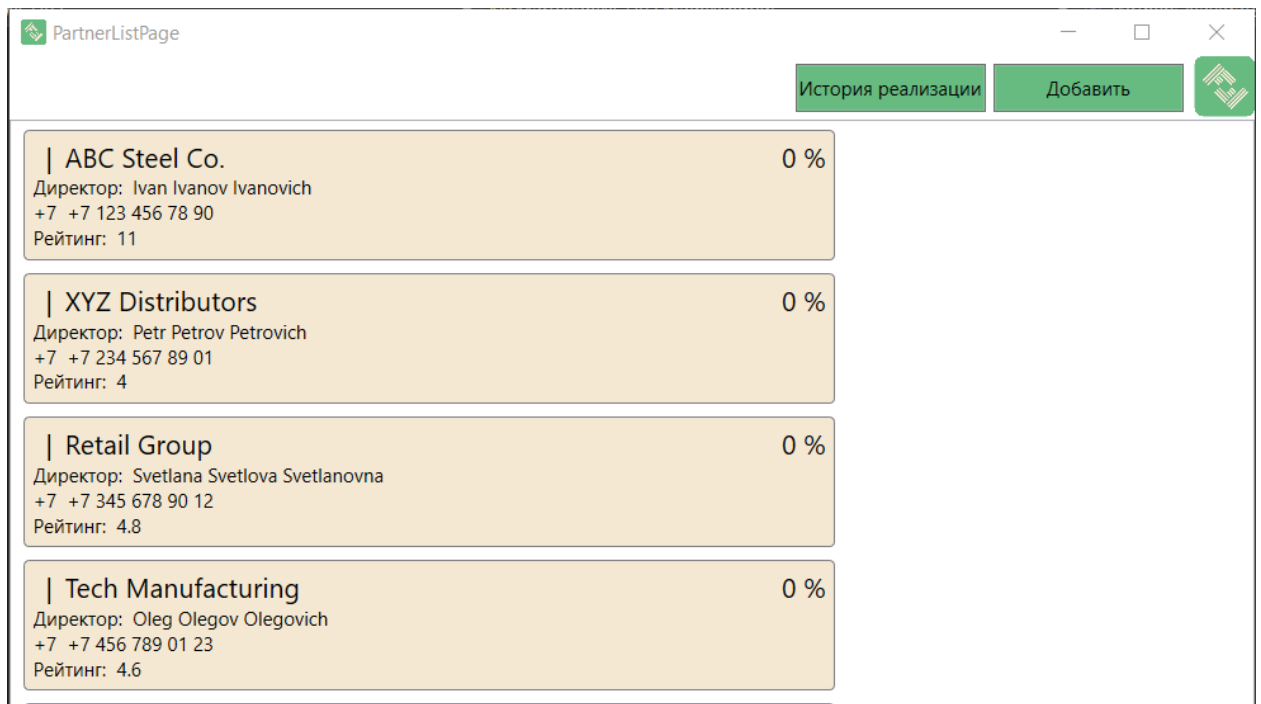 PartnerListPage
История реализации
Добавить
| ABC Steel Co.
0 %
Директор: Ivan Ivanov Ivanovich
+7 +7 123 456 78 90
Рейтинг: 11
| XYZ Distributors
0 %
Директор: Petr Petrov Petrovich
+7 +7 234 567 89 01
Рейтинг: 4
| Retail Group
0 %
Директор: Svetlana Svetlova Svetlanovna
+7 +7 345 678 90 12
Рейтинг: 4.8
| Tech Manufacturing
0 %
Директор: Oleg Olegov Olegovich
+7 +7 456 789 01 23
Рейтинг: 4.6